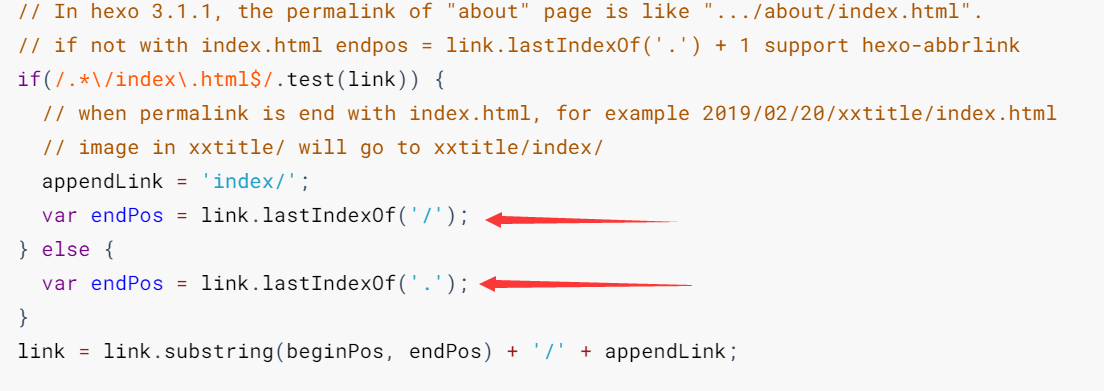 // In hexo 3.1.1, the permalink of "about" page is like ".../about/index.html".
// if not with index.html endpos = link.lastIndexOf('.') + 1 support hexo-abbrlink
if(/.*\/index\.html$/.test(link)) {
// when permalink is end with index.html, for example 2019/02/20/xxtitle/index.html
// image in xxtitle/ will go to xxtitle/index/
appendLink = 'index/';
var endPos = link.lastIndexOf('/');
} else {
var endPos = link.lastIndexOf('.');
}
link = link.substring(beginPos, endPos) + '/' + appendLink;